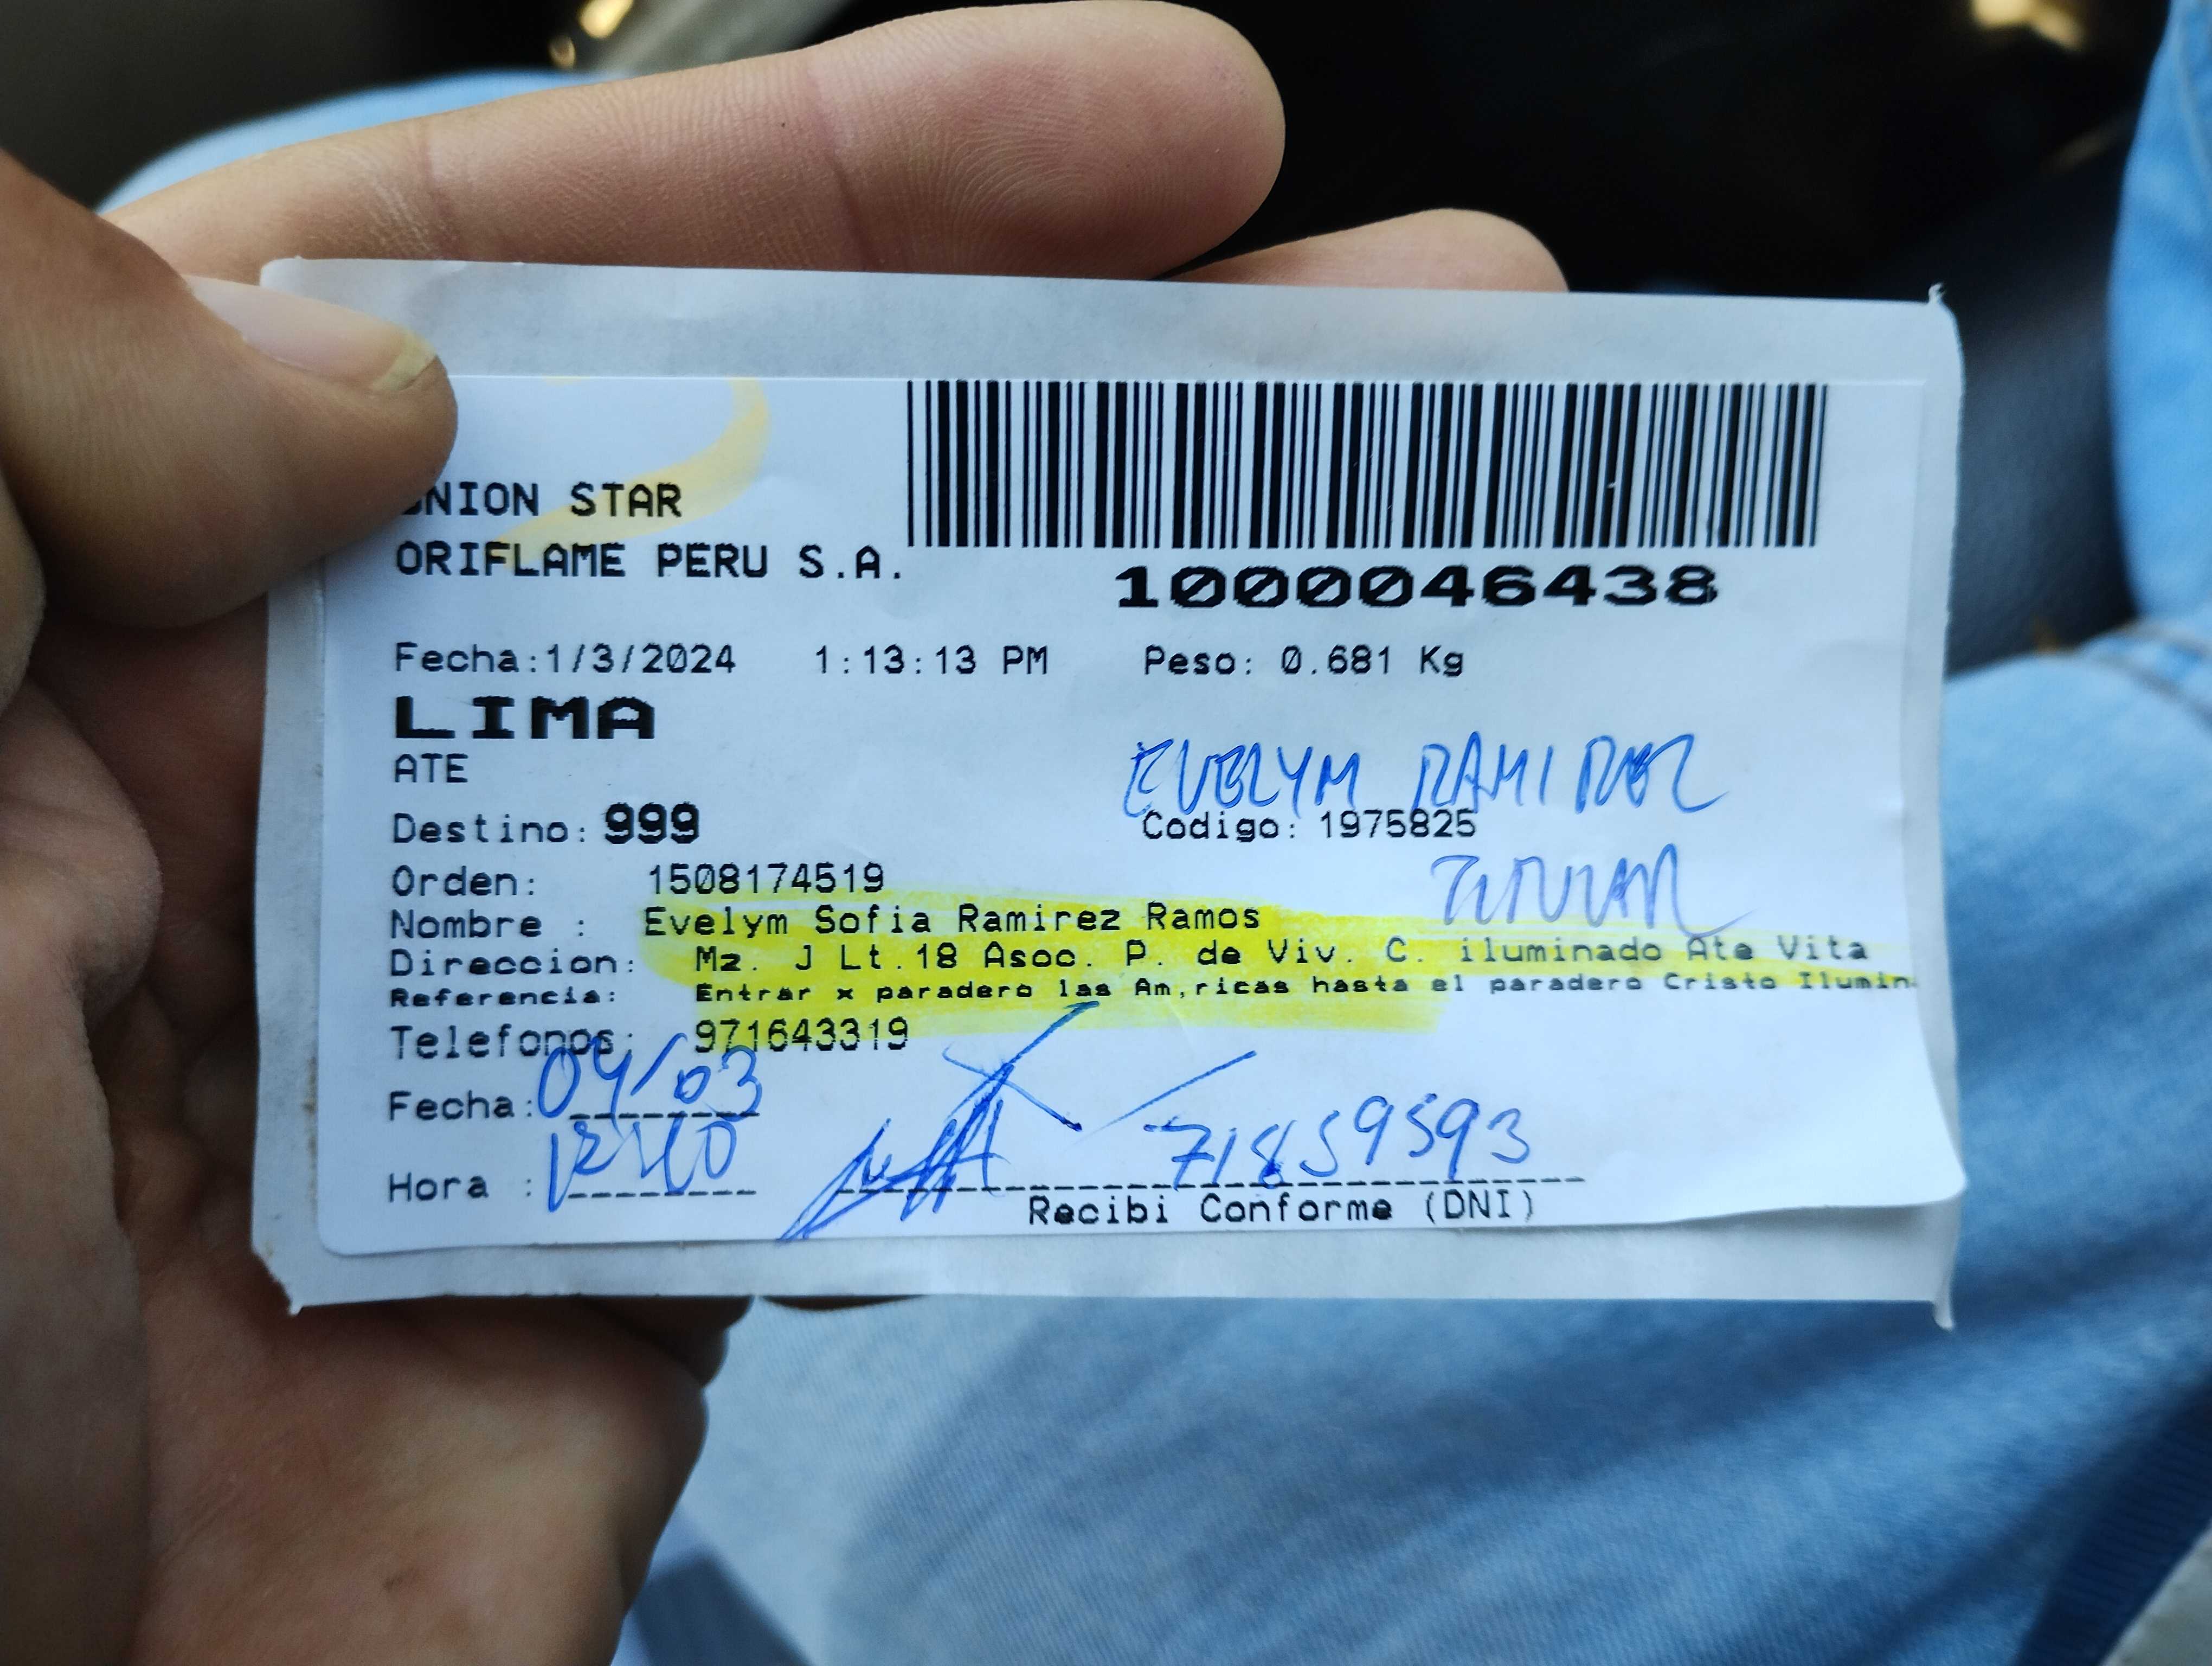 UNION STAR
ORIFLAME PERU S.A.
1000046438
Fecha:1/3/2024 1:13:13 PM Peso: 0.681 Kg
LIMA
ATE
EVELYM RAMIREZ
Destino: 999 Codigo: 1975825
Orden: 1508174519
Nombre : Evelym Sofia Ramirez Ramos
Direccion: Mz. J Lt.18 Asoc. P. de Viv. C. iluminado Ate Vita
Referencia: Entrar x paradero las Am,ricas hasta el paradero Cristo Ilumin
Telefonos: 971643319
Fecha: 04/03
Hora : 12:40 71859593
Recibi Conforme (DNI)